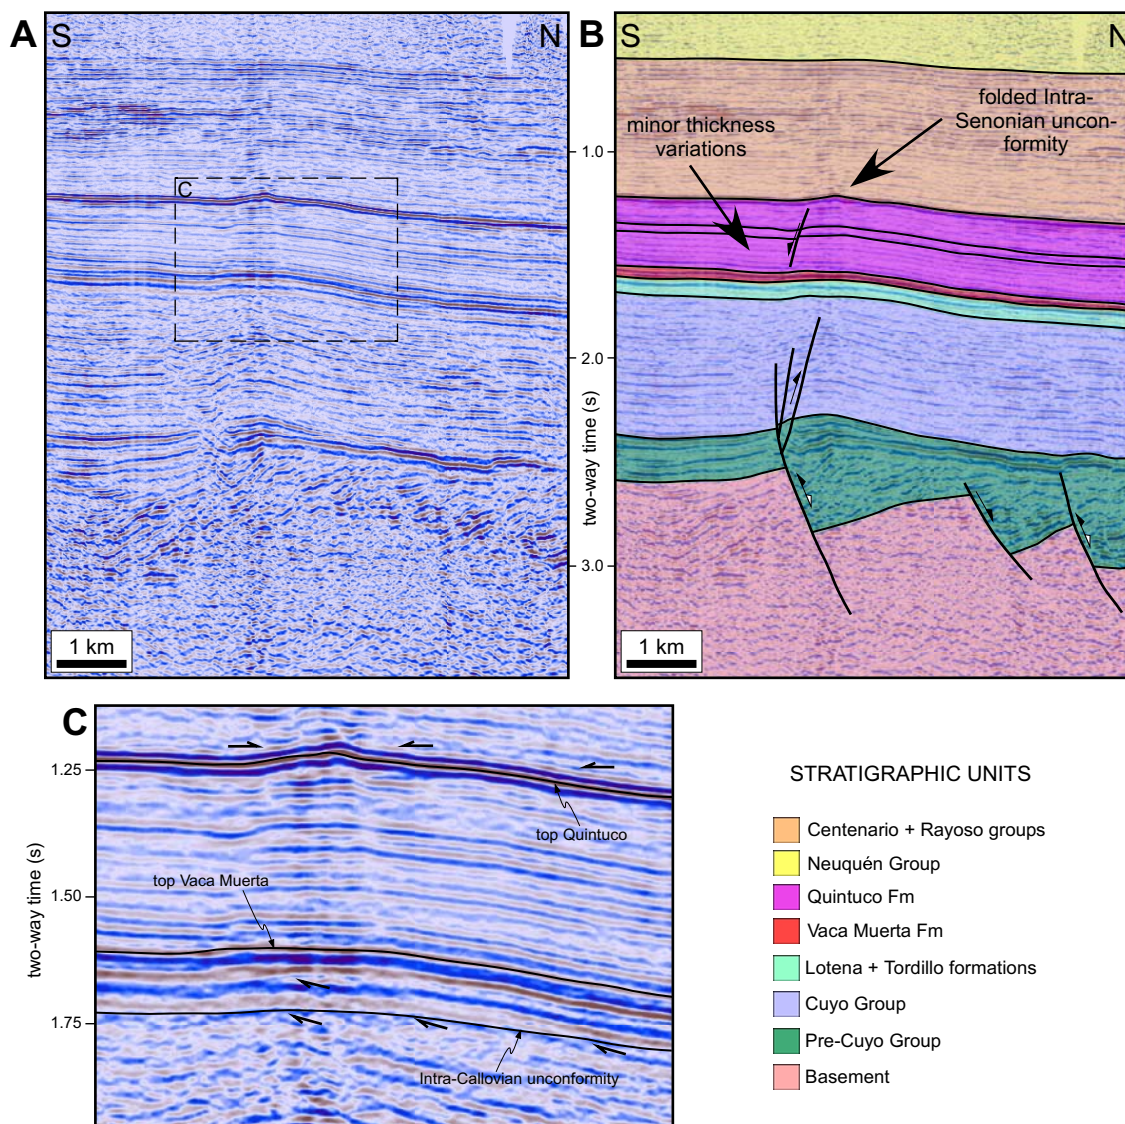 A
S
N
C
1 km
1.0
2.0
3.0
two-way time (s)
B
S
N
minor thickness
variations
folded Intra-
Senonian uncon-
formity
1 km
C
1.25
1.50
1.75
two-way time (s)
top Quintuco
top Vaca Muerta
Intra-Callovian unconformity
STRATIGRAPHIC UNITS
Centenario + Rayoso groups
Neuquén Group
Quintuco Fm
Vaca Muerta Fm
Lotena + Tordillo formations
Cuyo Group
Pre-Cuyo Group
Basement